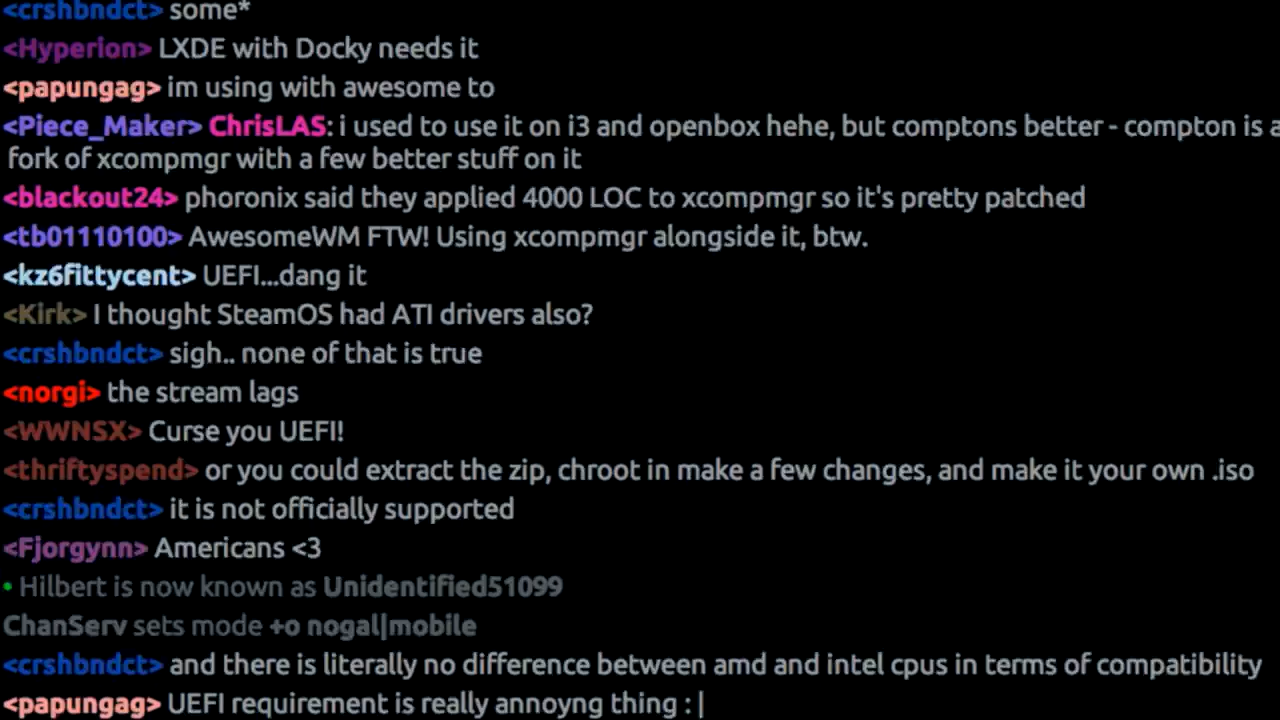 <crshbndct> some*
<Hyperion> LXDE with Docky needs it
<papungag> im using with awesome to
<Piece_Maker> ChrisLAS: i used to use it on i3 and openbox hehe, but comptons better - compton is a
fork of xcompmgr with a few better stuff on it
<blackout24> phoronix said they applied 4000 LOC to xcompmgr so it's pretty patched
<tb01110100> AwesomeWM FTW! Using xcompmgr alongside it, btw.
<kz6fittycent> UEFI...dang it
<Kirk> I thought SteamOS had ATI drivers also?
<crshbndct> sigh.. none of that is true
<norgi> the stream lags
<WWNSX> Curse you UEFI!
<thriftyspend> or you could extract the zip, chroot in make a few changes, and make it your own .iso
<crshbndct> it is not officially supported
<Fjorgynn> Americans <3
• Hilbert is now known as Unidentified51099
ChanServ sets mode +o nogal|mobile
<crshbndct> and there is literally no difference between amd and intel cpus in terms of compatibility
<papungag> UEFI requirement is really annoyng thing : |